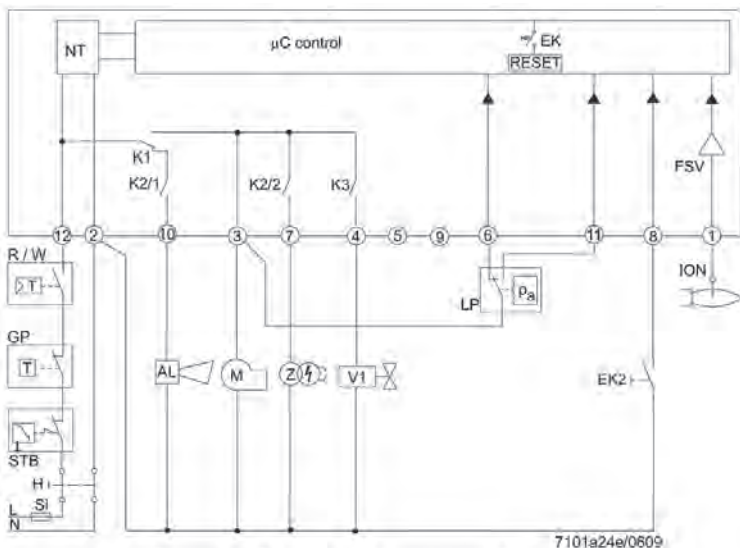 NT
µC control
EK
RESET
K1
K2/1
K2/2
K3
FSV
12
2
10
3
7
4
5
9
6
11
8
1
R / W
T
GP
T
STB
H
L
Si
N
AL
M
Z
V1
LP
Pa
EK2
ION
7101a24e/0609